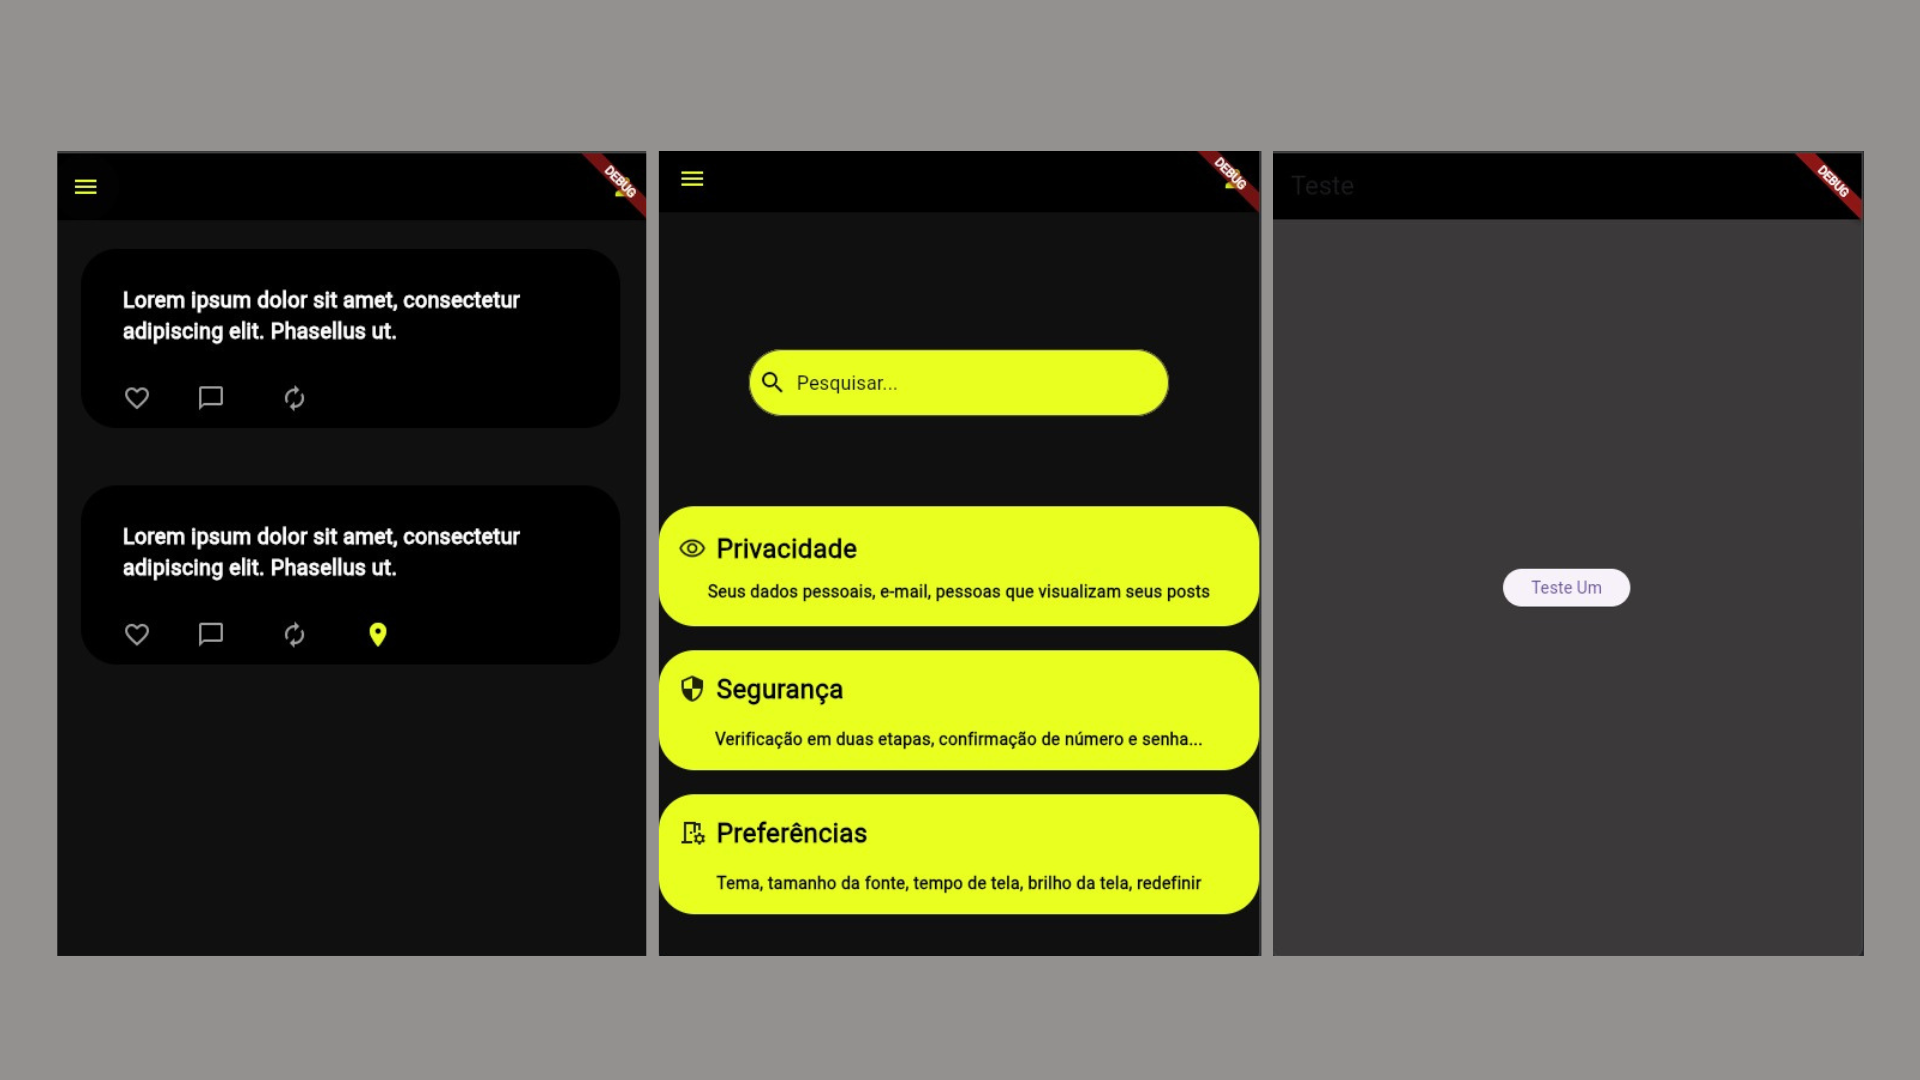 DEBUG
Lorem ipsum dolor sit amet, consectetur
adipiscing elit. Phasellus ut.
Lorem ipsum dolor sit amet, consectetur
adipiscing elit. Phasellus ut.
DEBUG
Pesquisar...
Privacidade
Seus dados pessoais, e-mail, pessoas que visualizam seus posts
Segurança
Verificação em duas etapas, confirmação de número e senha...
Preferências
Tema, tamanho da fonte, tempo de tela, brilho da tela, redefinir
Teste
DEBUG
Teste Um